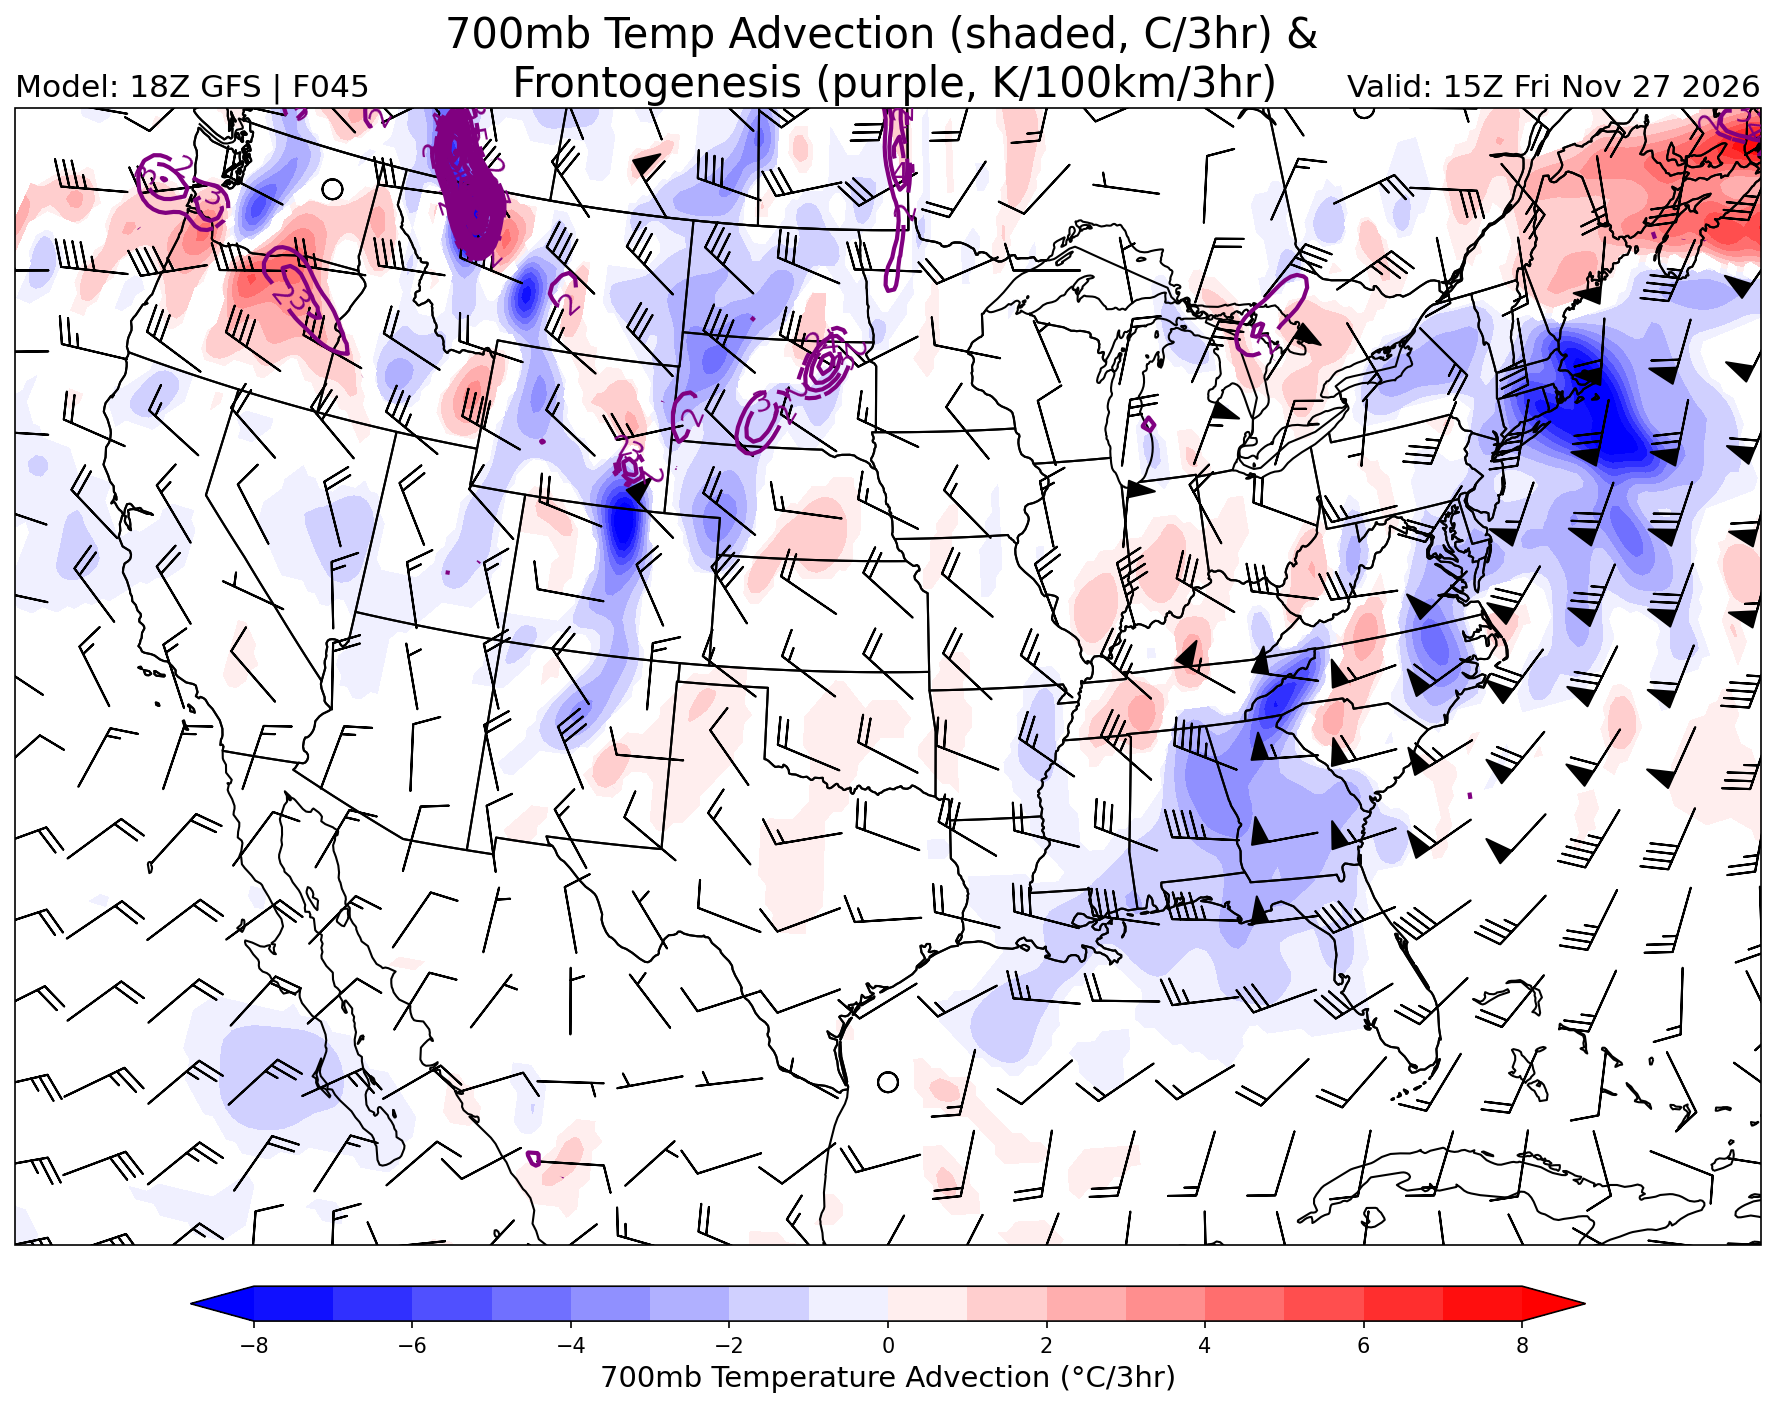 700mb Temp Advection (shaded, C/3hr) &
Model: 18Z GFS | F045
Frontogenesis (purple, K/100km/3hr)
Valid: 15Z Fri Nov 27 2026
−8 −6 −4 −2 0 2 4 6 8
700mb Temperature Advection (°C/3hr)